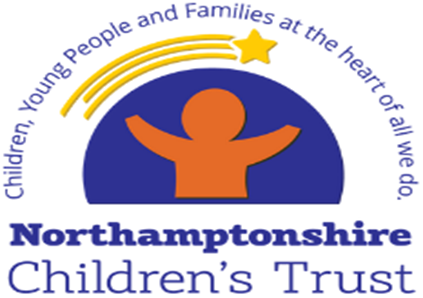 Children, Young People and Families at the heart of all we do.
Northamptonshire
Children's Trust